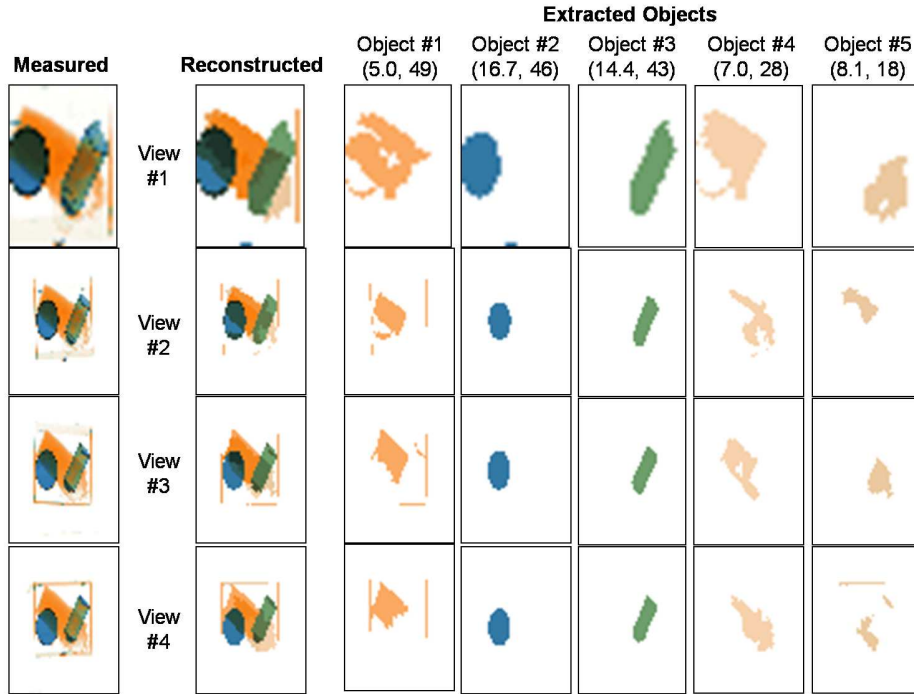 Extracted Objects
Measured
Reconstructed
Object #1
(5.0, 49)
Object #2
(16.7, 46)
Object #3
(14.4, 43)
Object #4
(7.0, 28)
Object #5
(8.1, 18)
View
#1
View
#2
View
#3
View
#4